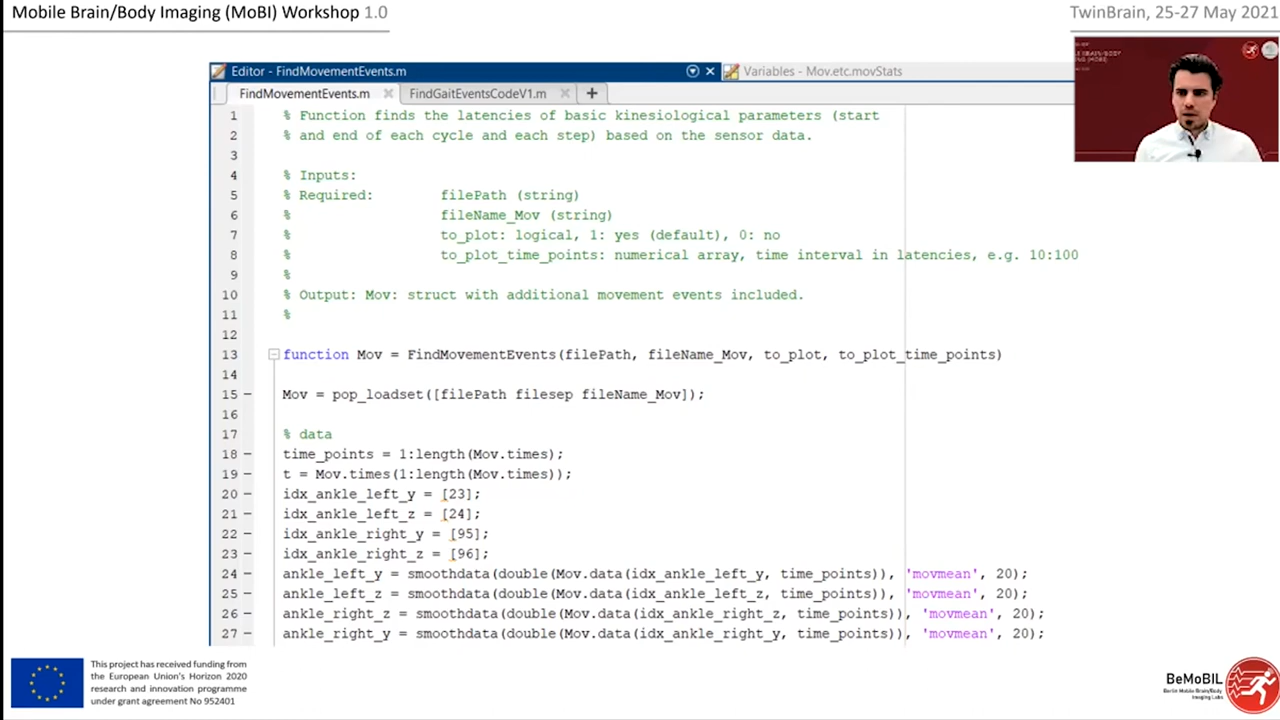 Mobile Brain/Body Imaging (MoBI) Workshop 1.0
TwinBrain, 25-27 May 2021
Editor - FindMovementEvents.m
Variables - Mov.etc.movStats
FindMovementEvents.m
FindGaitEventsCodeV1.m
1 % Function finds the latencies of basic kinesiological parameters (start
2 % and end of each cycle and each step) based on the sensor data.
3
4 % Inputs:
5 % Required: filePath (string)
6 % fileName_Mov (string)
7 % to_plot: logical, 1: yes (default), 0: no
8 % to_plot_time_points: numerical array, time interval in latencies, e.g. 10:100
9 %
10 % Output: Mov: struct with additional movement events included.
11 %
12
13 function Mov = FindMovementEvents(filePath, fileName_Mov, to_plot, to_plot_time_points)
14
15 Mov = pop_loadset([filePath filesep fileName_Mov]);
16
17 % data
18 time_points = 1:length(Mov.times);
19 t = Mov.times(1:length(Mov.times));
20 idx_ankle_left_y = [23];
21 idx_ankle_left_z = [24];
22 idx_ankle_right_y = [95];
23 idx_ankle_right_z = [96];
24 ankle_left_y = smoothdata(double(Mov.data(idx_ankle_left_y, time_points)), 'movmean', 20);
25 ankle_left_z = smoothdata(double(Mov.data(idx_ankle_left_z, time_points)), 'movmean', 20);
26 ankle_right_z = smoothdata(double(Mov.data(idx_ankle_right_z, time_points)), 'movmean', 20);
27 ankle_right_y = smoothdata(double(Mov.data(idx_ankle_right_y, time_points)), 'movmean', 20);
This project has received funding from
the European Union's Horizon 2020
research and innovation programme
under grant agreement No 952401
BeMoBIL
Berlin Mobile Brain/Body
Imaging Labs